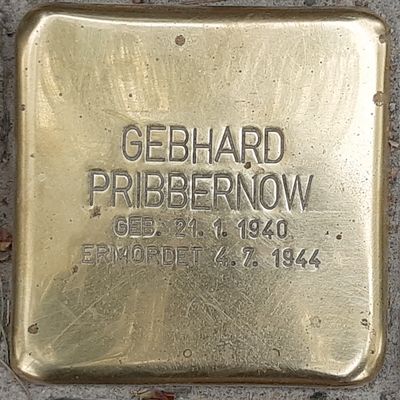 GEBHARD
PRIBBERNOW
GEB. 21. 1. 1940
ERMORDET 4. 7. 1944